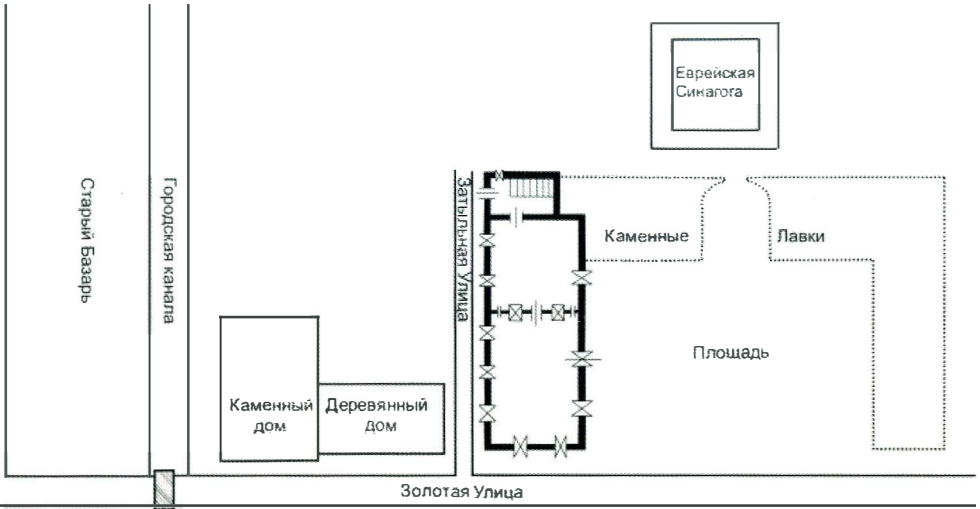 Еврейская
Синагога
Старый Базарь
Городская канала
Затыльная Улица
Каменные
Лавки
Площадь
Каменный
дом
Деревянный
дом
Золотая Улица